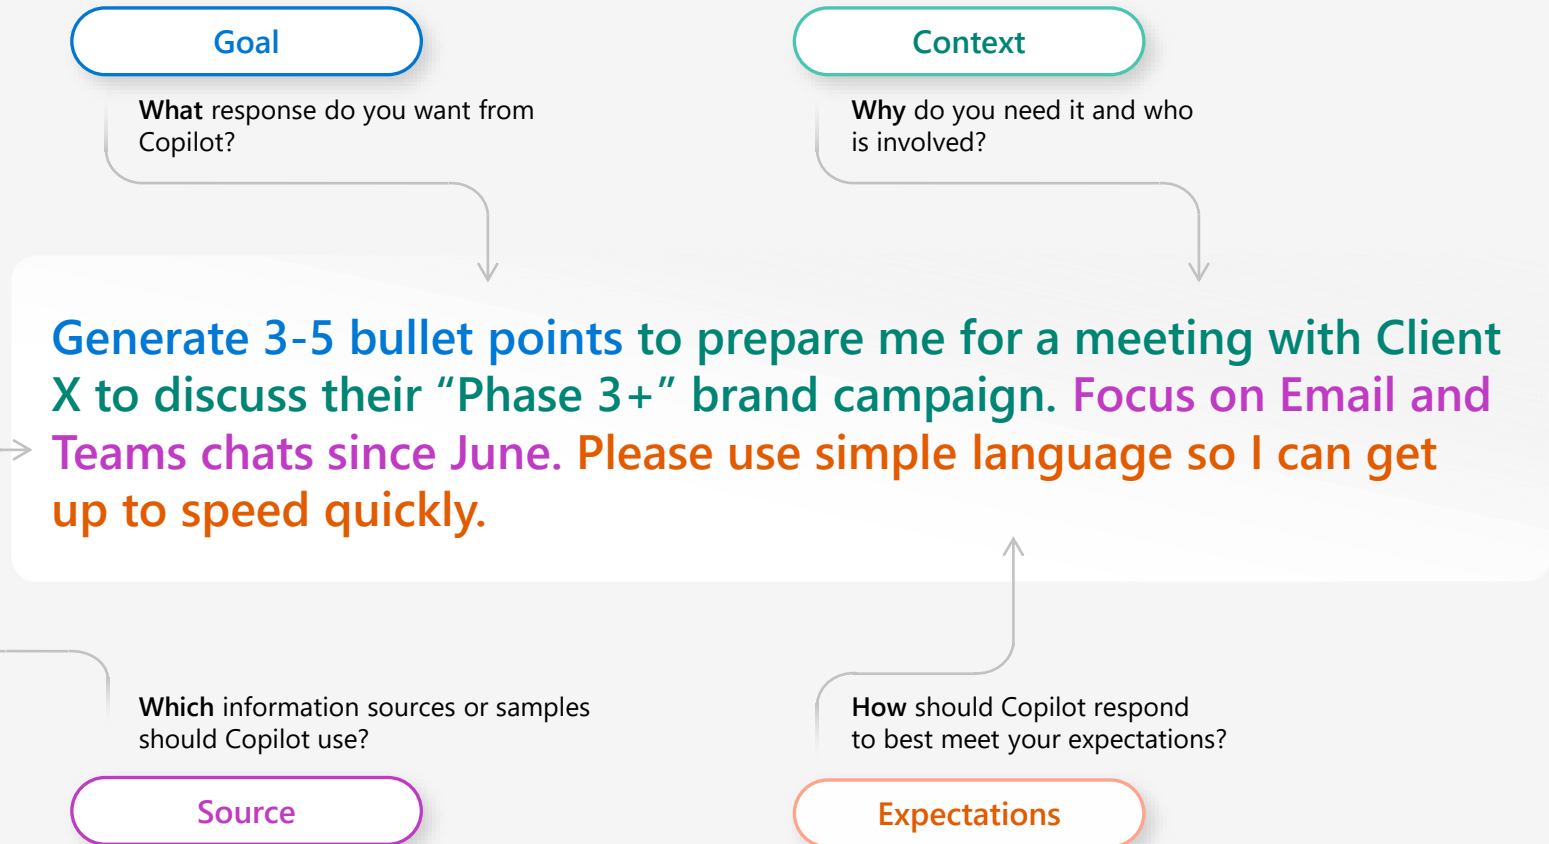 Goal
What response do you want from
Copilot?
Context
Why do you need it and who
is involved?
Generate 3-5 bullet points to prepare me for a meeting with Client
X to discuss their “Phase 3+” brand campaign. Focus on Email and
Teams chats since June. Please use simple language so I can get
up to speed quickly.
Which information sources or samples
should Copilot use?
Source
How should Copilot respond
to best meet your expectations?
Expectations